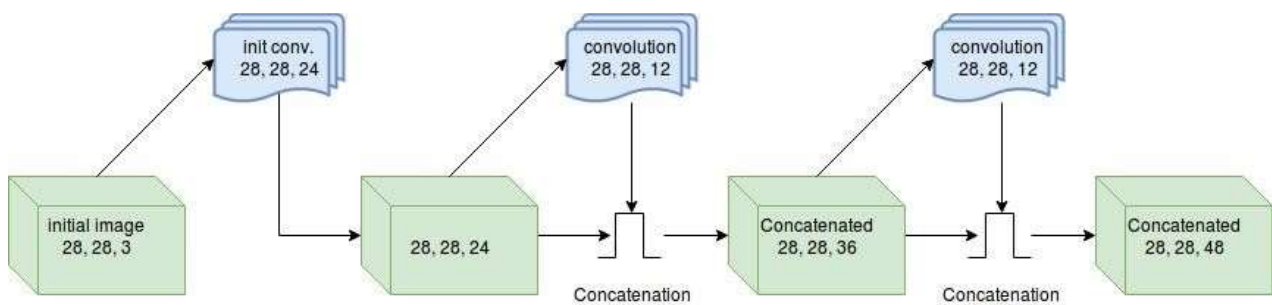 init conv.
28, 28, 24
convolution
28, 28, 12
convolution
28, 28, 12
initial image
28, 28, 3
28, 28, 24
Concatenated
28, 28, 36
Concatenated
28, 28, 48
Concatenation
Concatenation